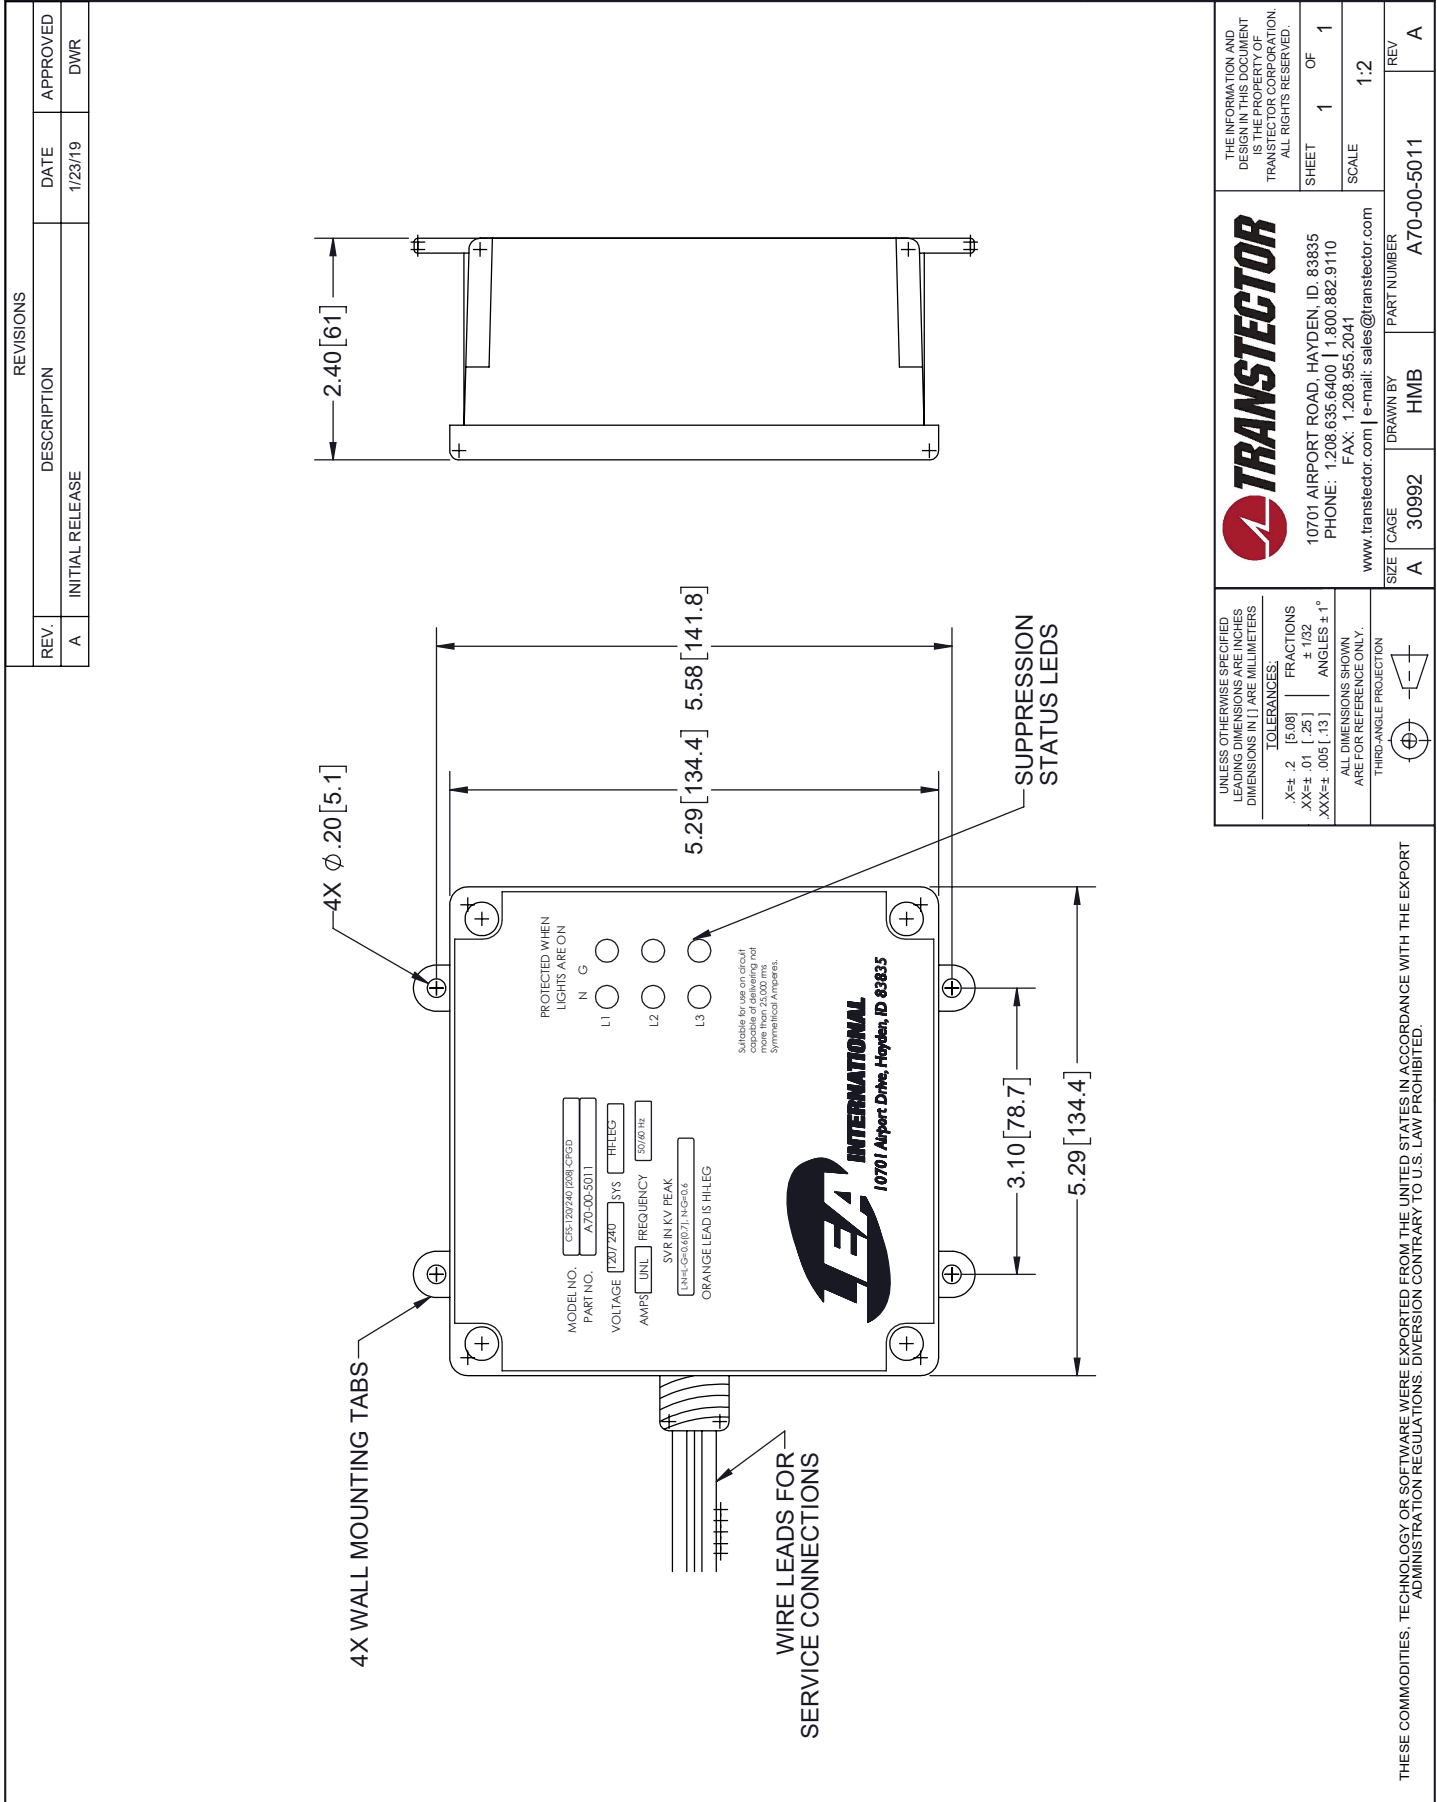 REVISIONS
REV.
DESCRIPTION
DATE
APPROVED
A
INITIAL RELEASE
1/23/19
DWR
4X WALL MOUNTING TABS
4X ⌀.20[5.1]
2.40[61]
5.29[134.4]
5.58[141.8]
MODEL NO.
CFS-120/240 (208)-CPGD
PART NO.
A70-00-5011
VOLTAGE
120/ 240
SYS
HI-LEG
AMPS
UNL
FREQUENCY
50/60 Hz
SVR IN KV PEAK
L-N=L-G=0.6(0.7), N-G=0.6
ORANGE LEAD IS HI-LEG
PROTECTED WHEN
LIGHTS ARE ON
N G
L1
L2
L3
Suitable for use on circuit
capable of delivering not
more than 25,000 rms
Symmetrical Amperes.
IEA
INTERNATIONAL
10701 Airport Drive, Hayden, ID 83835
WIRE LEADS FOR
SERVICE CONNECTIONS
SUPPRESSION
STATUS LEDS
3.10[78.7]
5.29[134.4]
UNLESS OTHERWISE SPECIFIED
LEADING DIMENSIONS ARE INCHES
DIMENSIONS IN [ ] ARE MILLIMETERS
TOLERANCES:
.X=± .2 [5.08]
.XX=± .01 [ .25 ]
.XXX=± .005 [ .13 ]
FRACTIONS
± 1/32
ANGLES ± 1°
ALL DIMENSIONS SHOWN
ARE FOR REFERENCE ONLY.
THIRD-ANGLE PROJECTION
TRANSTECTOR
10701 AIRPORT ROAD, HAYDEN, ID. 83835
PHONE: 1.208.635.6400 | 1.800.882.9110
FAX: 1.208.955.2041
www.transtector.com | e-mail: sales@transtector.com
THE INFORMATION AND
DESIGN IN THIS DOCUMENT
IS THE PROPERTY OF
TRANSTECTOR CORPORATION.
ALL RIGHTS RESERVED.
SHEET 1 OF 1
SCALE 1:2
SIZE
A
CAGE
30992
DRAWN BY
HMB
PART NUMBER
A70-00-5011
REV
A
THESE COMMODITIES, TECHNOLOGY OR SOFTWARE WERE EXPORTED FROM THE UNITED STATES IN ACCORDANCE WITH THE EXPORT
ADMINISTRATION REGULATIONS. DIVERSION CONTRARY TO U.S. LAW PROHIBITED.